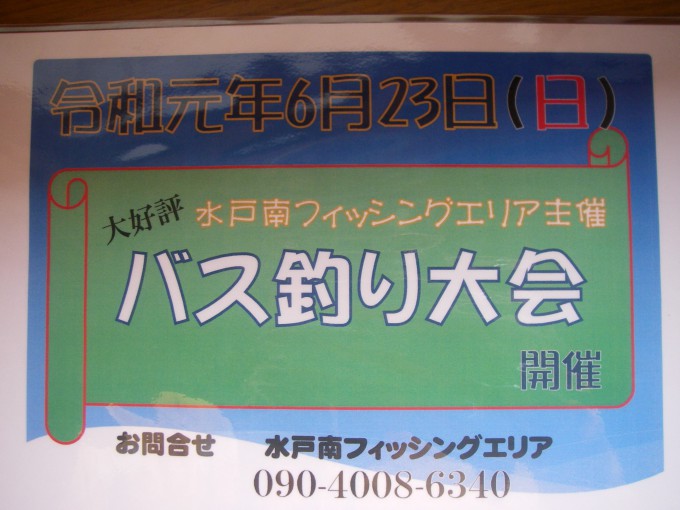 令和元年6月23日(日)
大好評 水戸南フィッシングエリア主催
バス釣り大会
開催
お問合せ 水戸南フィッシングエリア
090-4008-6340